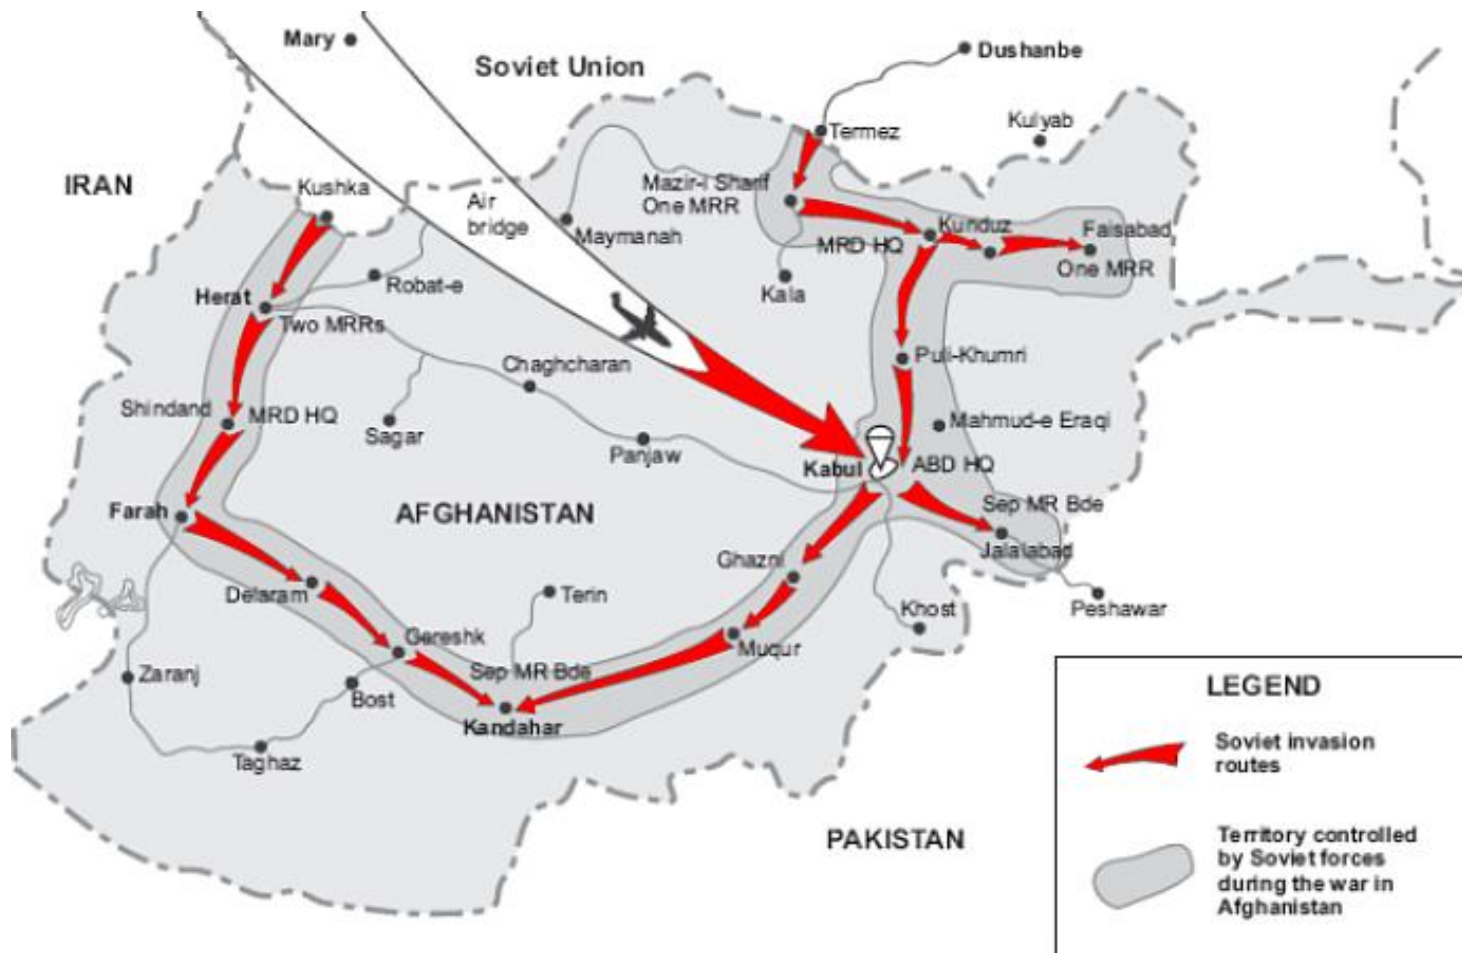 Mary
Soviet Union
Dushanbe
Termez
Kulyab
IRAN
Kushka
Mazir-i Sharif
One MRR
Air
bridge
Maymanah
MRD HQ
Kunduz
Faisabad
One MRR
Kala
Robat-e
Herat
Two MRRs
Chaghcharan
Puli-Khumri
Shindand
MRD HQ
Sagar
Panjaw
Mahmud-e Eraqi
Kabul
ABD HQ
Farah
AFGHANISTAN
Sep MR Bde
Jalalabad
Ghazni
Delaram
Terin
Khost
Peshawar
Gereshk
Muqur
Zaranj
Bost
Sep MR Bde
Kandahar
Taghaz
PAKISTAN
LEGEND
Soviet invasion
routes
Territory controlled
by Soviet forces
during the war in
Afghanistan